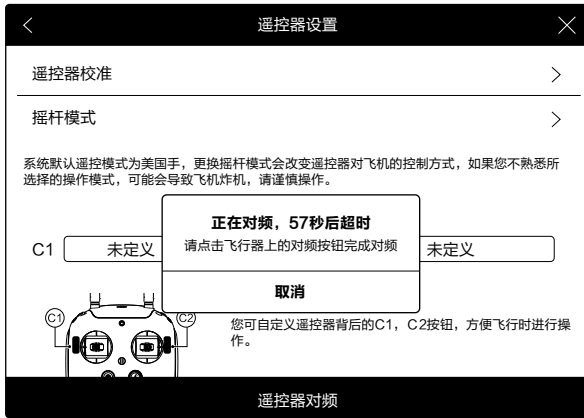 遥控器设置
遥控器校准
摇杆模式
系统默认遥控模式为美国手，更换摇杆模式会改变遥控器对飞机的控制方式，如果您不熟悉所
选择的操作模式，可能会导致飞机炸机，请谨慎操作。
正在对频，57秒后超时
请点击飞行器上的对频按钮完成对频
取消
C1 未定义 未定义
C1 C2
您可自定义遥控器背后的C1，C2按钮，方便飞行时进行操
作。
遥控器对频